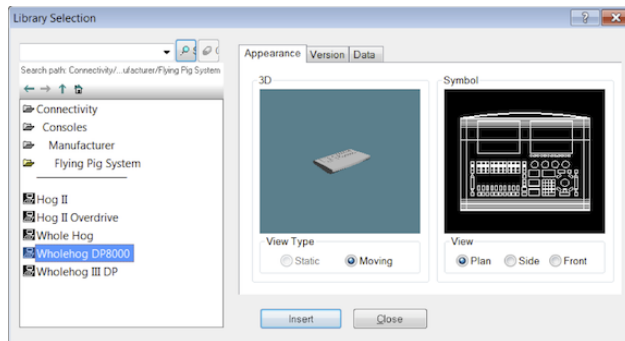 Library Selection
Search path: Connectivity/...ufacturer/Flying Pig System
Connectivity
Consoles
Manufacturer
Flying Pig System
Hog II
Hog II Overdrive
Whole Hog
Wholehog DP8000
Wholehog III DP
Appearance Version Data
3D
View Type
Static Moving
Symbol
View
Plan Side Front
Insert Close